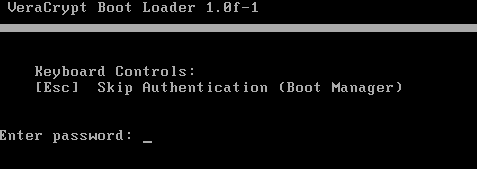 VeraCrypt Boot Loader 1.0f-1
Keyboard Controls:
[Esc]  Skip Authentication (Boot Manager)
Enter password: _